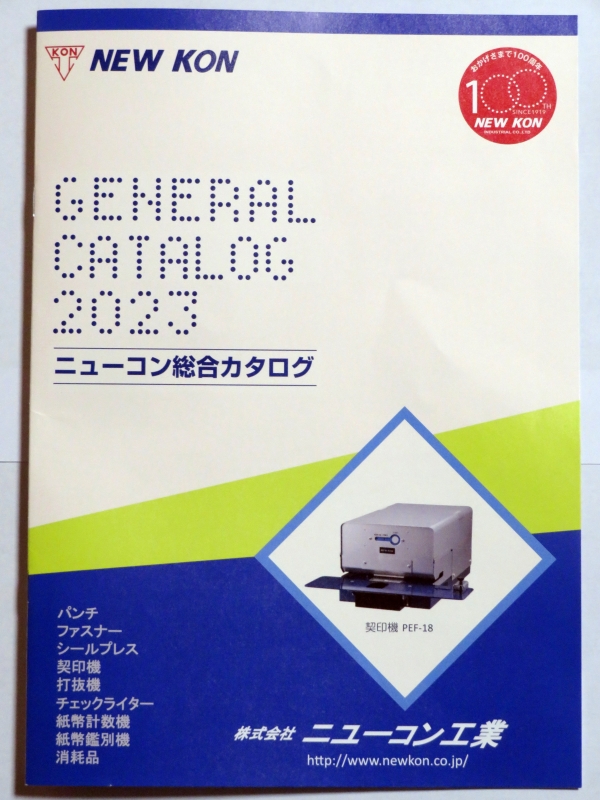 KON
NEW KON
おかげさまで100周年
100TH
SINCE1919
NEW KON
INDUSTRIAL CO.,LTD
GENERAL
CATALOG
2023
ニューコン総合カタログ
契印機 PEF-18
パンチ
ファスナー
シールプレス
契印機
打抜機
チェックライター
紙幣計数機
紙幣鑑別機
消耗品
株式会社 ニューコン工業
http://www.newkon.co.jp/